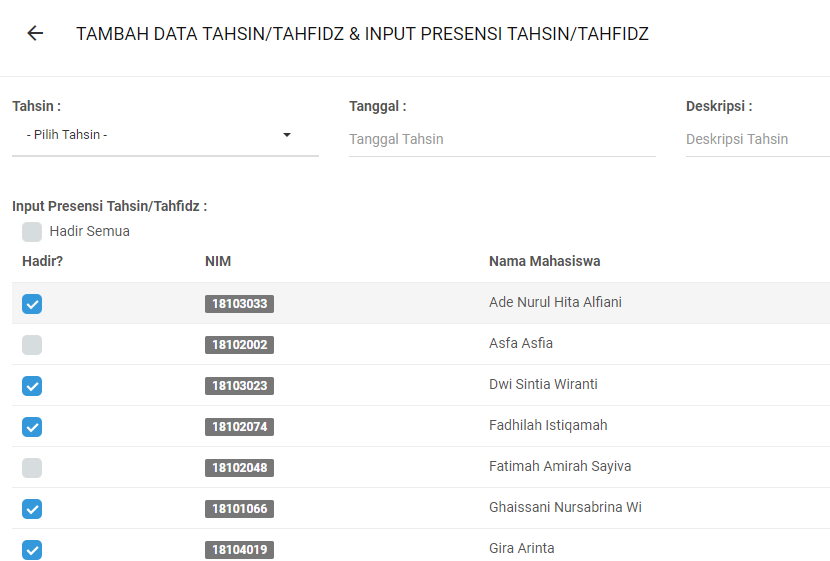 TAMBAH DATA TAHSIN/TAHFIDZ & INPUT PRESENSI TAHSIN/TAHFIDZ
Tahsin : Tanggal : Deskripsi :
- Pilih Tahsin - Tanggal Tahsin Deskripsi Tahsin
Input Presensi Tahsin/Tahfidz :
Hadir Semua
Hadir? NIM Nama Mahasiswa
18103033 Ade Nurul Hita Alfiani
18102002 Asfa Asfia
18103023 Dwi Sintia Wiranti
18102074 Fadhilah Istiqamah
18102048 Fatimah Amirah Sayiva
18101066 Ghaissani Nursabrina Wi
18104019 Gira Arinta